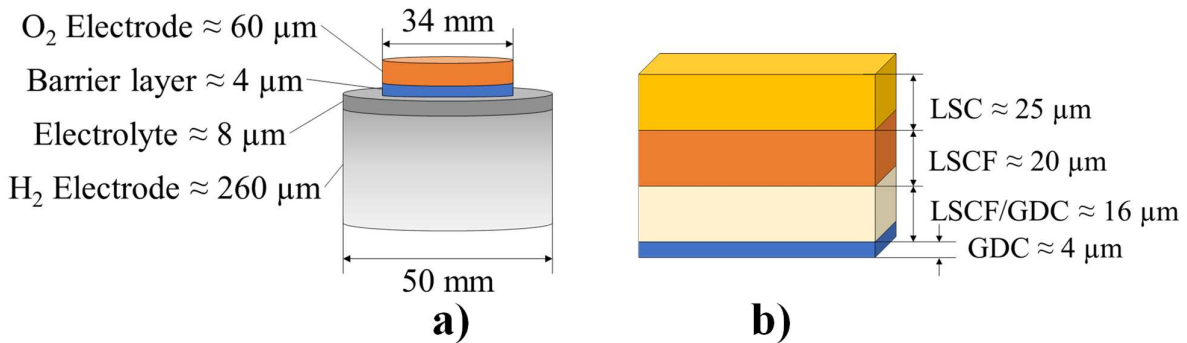 O₂ Electrode ≈ 60 µm
34 mm
Barrier layer ≈ 4 µm
Electrolyte ≈ 8 µm
H₂ Electrode ≈ 260 µm
50 mm
a)
LSC ≈ 25 µm
LSCF ≈ 20 µm
LSCF/GDC ≈ 16 µm
GDC ≈ 4 µm
b)